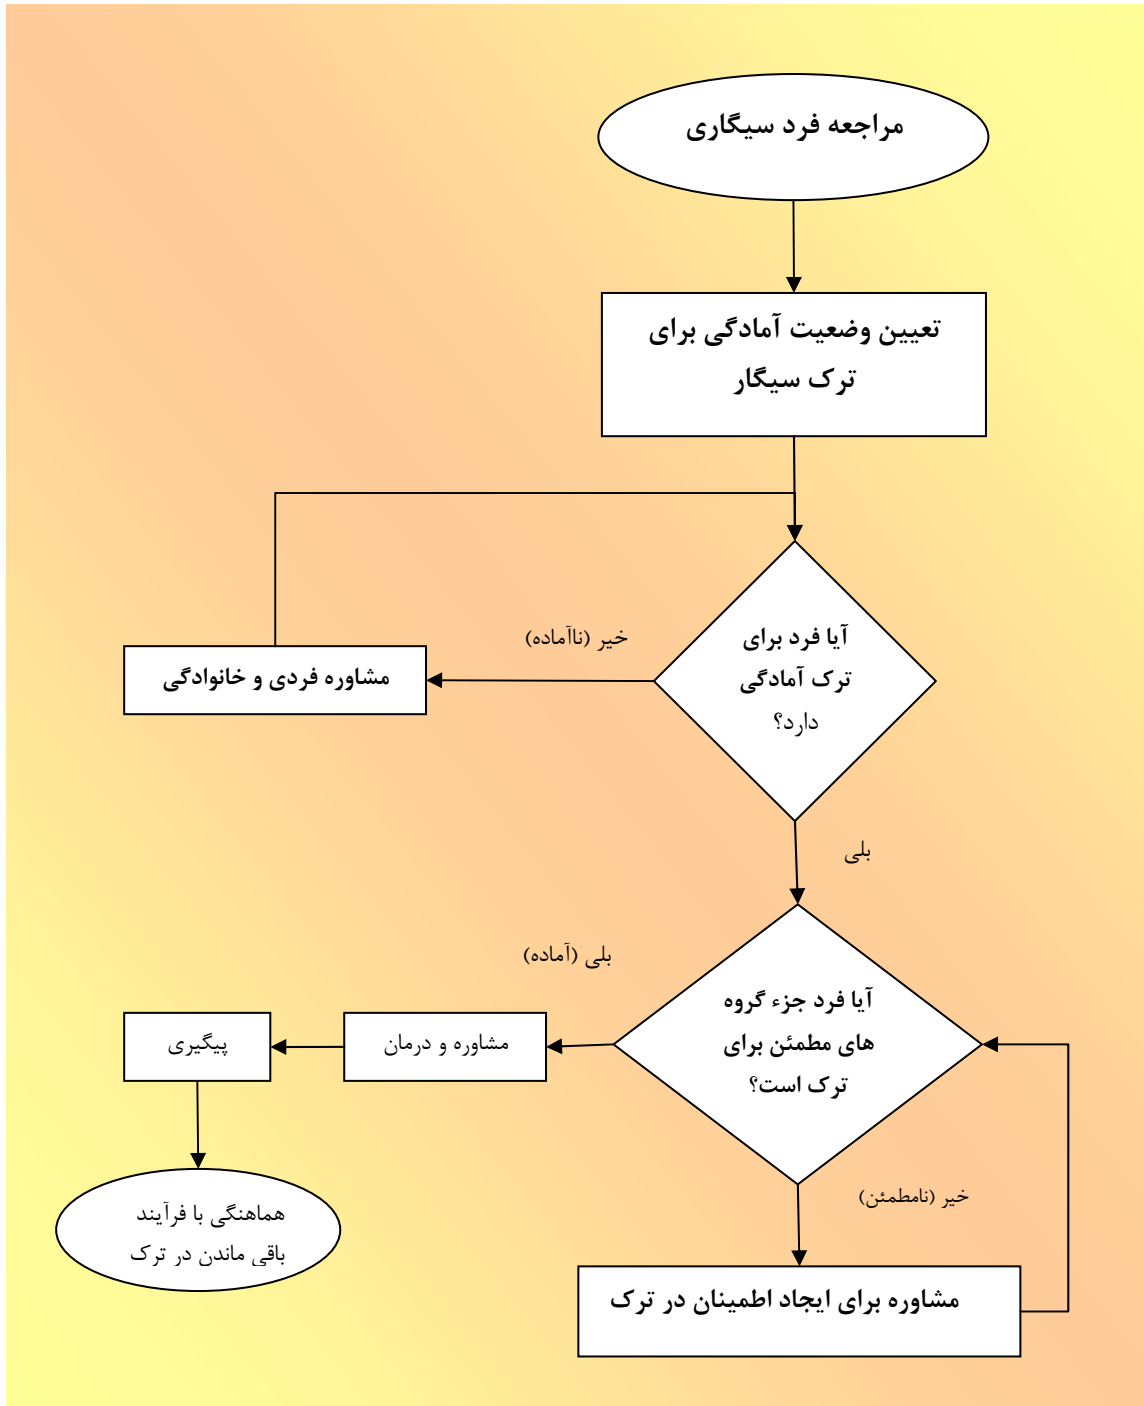 مراجعه فرد سیگاری
تعیین وضعیت آمادگی برای
ترک سیگار
آیا فرد برای
ترک آمادگی
دارد؟
خیر (ناآماده)
مشاوره فردی و خانوادگی
بلی
آیا فرد جزء گروه
های مطمئن برای
ترک است؟
بلی (آماده)
مشاوره و درمان
پیگیری
هماهنگی با فرآیند
باقی ماندن در ترک
خیر (نامطمئن)
مشاوره برای ایجاد اطمینان در ترک